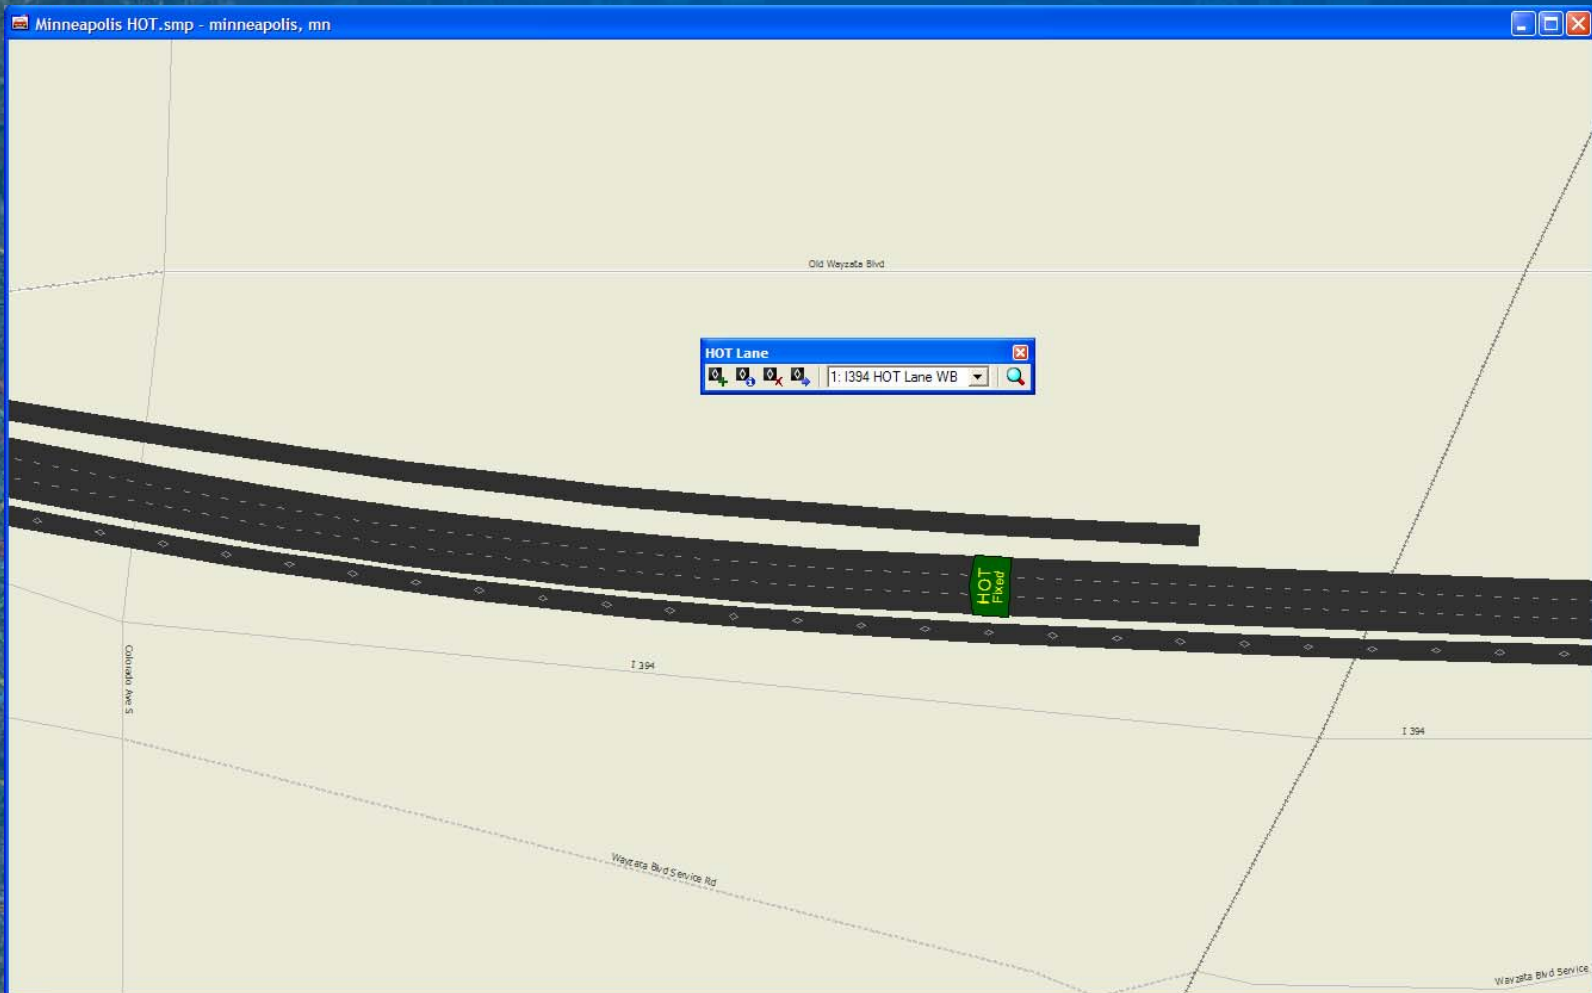 Minneapolis HOT.smp - minneapolis, mn
Old Wayzata Blvd
HOT Lane
1: I394 HOT Lane WB
HOT
Fixed
Colorado Ave S
I 394
I 394
Wayzata Blvd Service Rd
Wayzata Blvd Service